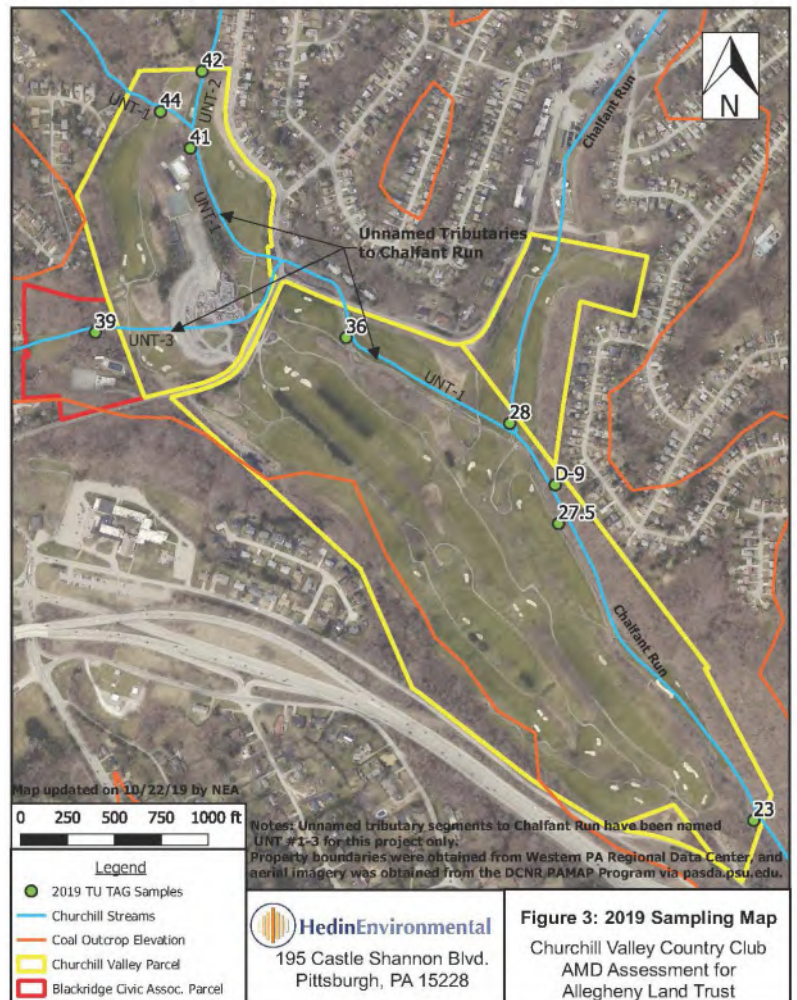 42
44
UNT-1
UNT-2
41
UNT-1
Chalfant Run
N
Unnamed Tributaries
to Chalfant Run
39
UNT-3
36
UNT-1
28
D-9
27.5
Chalfant Run
23
Map updated on 10/22/19 by NEA
0 250 500 750 1000 ft
Notes: Unnamed tributary segments to Chalfant Run have been named
UNT #1-3 for this project only.
Property boundaries were obtained from Western PA Regional Data Center, and
aerial imagery was obtained from the DCNR PAMAP Program via pasda.psu.edu.
Legend
2019 TU TAG Samples
Churchill Streams
Coal Outcrop Elevation
Churchill Valley Parcel
Blackridge Civic Assoc. Parcel
HedinEnvironmental
195 Castle Shannon Blvd.
Pittsburgh, PA 15228
Figure 3: 2019 Sampling Map
Churchill Valley Country Club
AMD Assessment for
Allegheny Land Trust